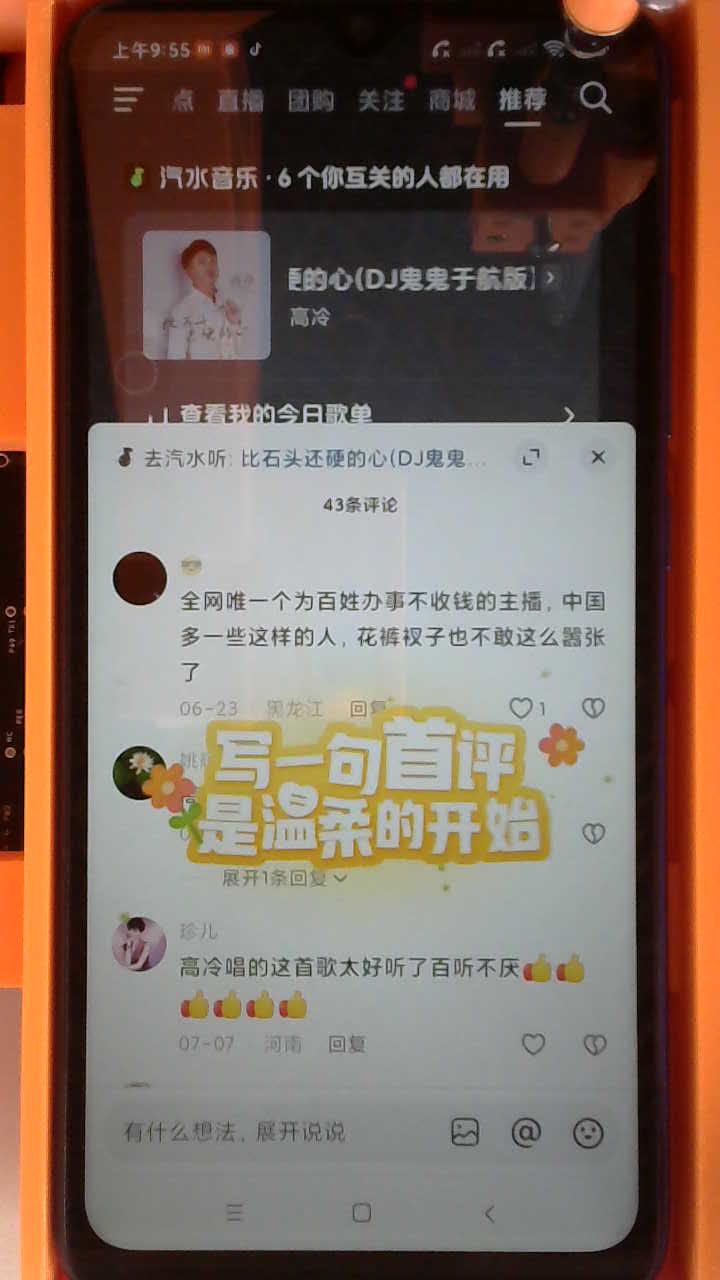 上午9:55
点 直播 团购 关注 商城 推荐
汽水音乐·6个你互关的人都在用
硬的心(DJ鬼鬼于航版)
高冷
查看我的今日歌单
去汽水听: 比石头还硬的心(DJ鬼鬼...
43条评论
全网唯一个为百姓办事不收钱的主播，中国
多一些这样的人，花裤衩子也不敢这么嚣张
了
06-23 黑龙江 回复
1
写一句首评
是温柔的开始
展开1条回复
珍儿
高冷唱的这首歌太好听了百听不厌
07-07 河南 回复
有什么想法，展开说说